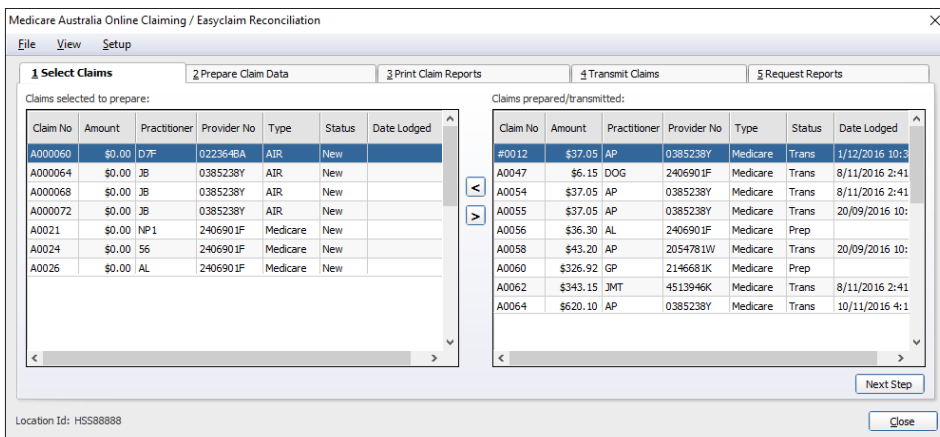 Medicare Australia Online Claiming / Easyclaim Reconciliation
File View Setup
1 Select Claims 2 Prepare Claim Data 3 Print Claim Reports 4 Transmit Claims 5 Request Reports
Claims selected to prepare: Claims prepared/transmitted:
Claim No Amount Practitioner Provider No Type Status Date Lodged Claim No Amount Practitioner Provider No Type Status Date Lodged
A000060 $0.00 D7F 022364BA AIR New #0012 $37.05 AP 0385238Y Medicare Trans 1/12/2016 10:3
A000064 $0.00 JB 0385238Y AIR New A0047 $6.15 DOG 2406901F Medicare Trans 8/11/2016 2:41
A000068 $0.00 JB 0385238Y AIR New A0054 $37.05 AP 0385238Y Medicare Trans 8/11/2016 2:41
A000072 $0.00 JB 0385238Y AIR New A0055 $37.05 AP 0385238Y Medicare Trans 20/09/2016 10:
A0021 $0.00 NP1 2406901F Medicare New A0056 $36.30 AL 2406901F Medicare Prep
A0024 $0.00 56 2406901F Medicare New A0058 $43.20 AP 2054781W Medicare Trans 20/09/2016 10:
A0026 $0.00 AL 2406901F Medicare New A0060 $326.92 GP 2146681K Medicare Prep
A0062 $343.15 JMT 4513946K Medicare Trans 8/11/2016 2:41
A0064 $620.10 AP 0385238Y Medicare Trans 10/11/2016 4:1
< 
>
Next Step
Location Id: HSS88888 Close